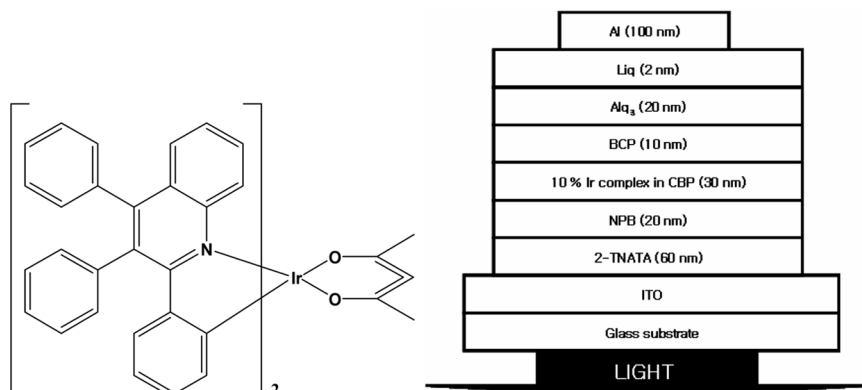 N
Ir
O
O
2
Al (100 nm)
Liq (2 nm)
Alq₃ (20 nm)
BCP (10 nm)
10 % Ir complex in CBP (30 nm)
NPB (20 nm)
2-TNATA (60 nm)
ITO
Glass substrate
LIGHT